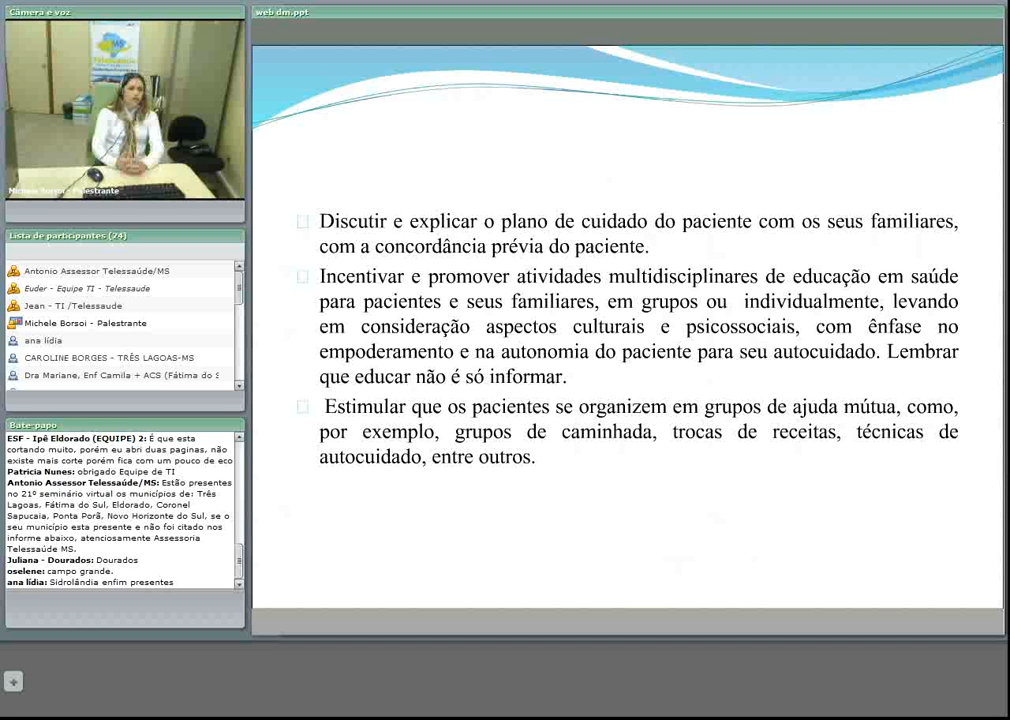 Câmera e voz
MS
Michele Borsoi - Palestrante
Lista de participantes (24)
Antonio Assessor Telessaúde/MS
Euder - Equipe TI - Telessaude
Jean - TI /Telessaude
Michele Borsoi - Palestrante
ana lídia
CAROLINE BORGES - TRÊS LAGOAS-MS
Dra Mariane, Enf Camila + ACS (Fátima do S
Bate-papo
ESF - Ipê Eldorado (EQUIPE) 2: É que esta
cortando muito, porém eu abri duas paginas, não
existe mais corte porém fica com um pouco de eco
Patricia Nunes: obrigado Equipe de TI
Antonio Assessor Telessaúde/MS: Estão presentes
no 21º seminário virtual os municípios de: Três
Lagoas, Fátima do Sul, Eldorado, Coronel
Sapucaia, Ponta Porã, Novo Horizonte do Sul, se o
seu município esta presente e não foi citado nos
informe abaixo, atenciosamente Assessoria
Telessaúde MS.
Juliana - Dourados: Dourados
oselene: campo grande.
ana lídia: Sidrolândia enfim presentes
web dm.ppt
Discutir e explicar o plano de cuidado do paciente com os seus familiares,
com a concordância prévia do paciente.
Incentivar e promover atividades multidisciplinares de educação em saúde
para pacientes e seus familiares, em grupos ou individualmente, levando
em consideração aspectos culturais e psicossociais, com ênfase no
empoderamento e na autonomia do paciente para seu autocuidado. Lembrar
que educar não é só informar.
Estimular que os pacientes se organizem em grupos de ajuda mútua, como,
por exemplo, grupos de caminhada, trocas de receitas, técnicas de
autocuidado, entre outros.